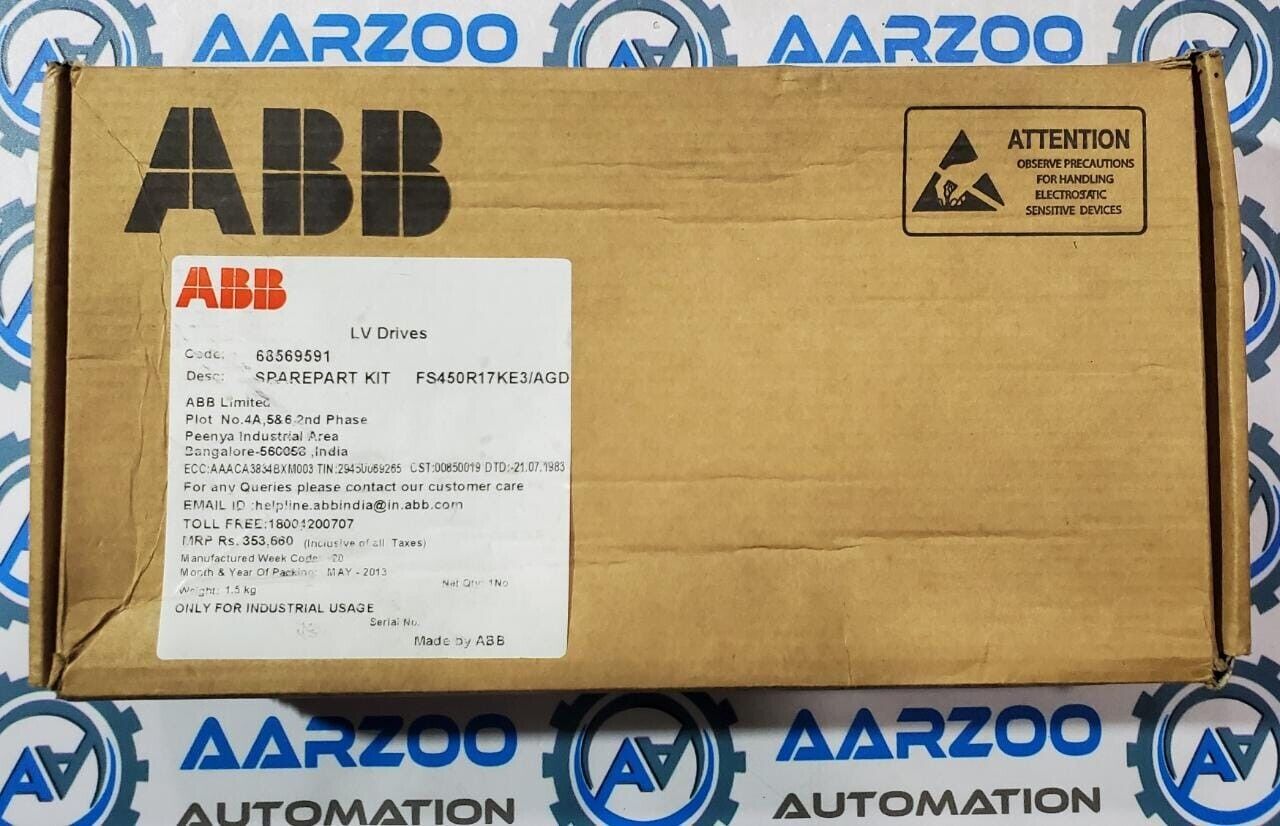 AARZOO
AARZOO
ABB
ATTENTION
OBSERVE PRECAUTIONS
FOR HANDLING
ELECTROSTATIC
SENSITIVE DEVICES
ABB
LV Drives
Code: 68569591
Desc: SPAREPART KIT FS450R17KE3/AGD
ABB Limited
Plot No.4A,5&6,2nd Phase
Peenya Industrial Area
Bangalore-560058 ,India
ECC:AAACA3834BXM003 TIN:29450069265 CST:00850019 DTD:-21.07.1983
For any Queries please contact our customer care
EMAIL ID :helpline.abbindia@in.abb.com
TOLL FREE:18004200707
MRP Rs. 353,660 (Inclusive of all Taxes)
Manufactured Week Code: 20
Month & Year Of Packing: MAY - 2013
Net Qty: 1No
Weight: 1.5 kg
ONLY FOR INDUSTRIAL USAGE
Serial No.
Made by ABB
AARZOO
AUTOMATION
AARZOO
AUTOMATION